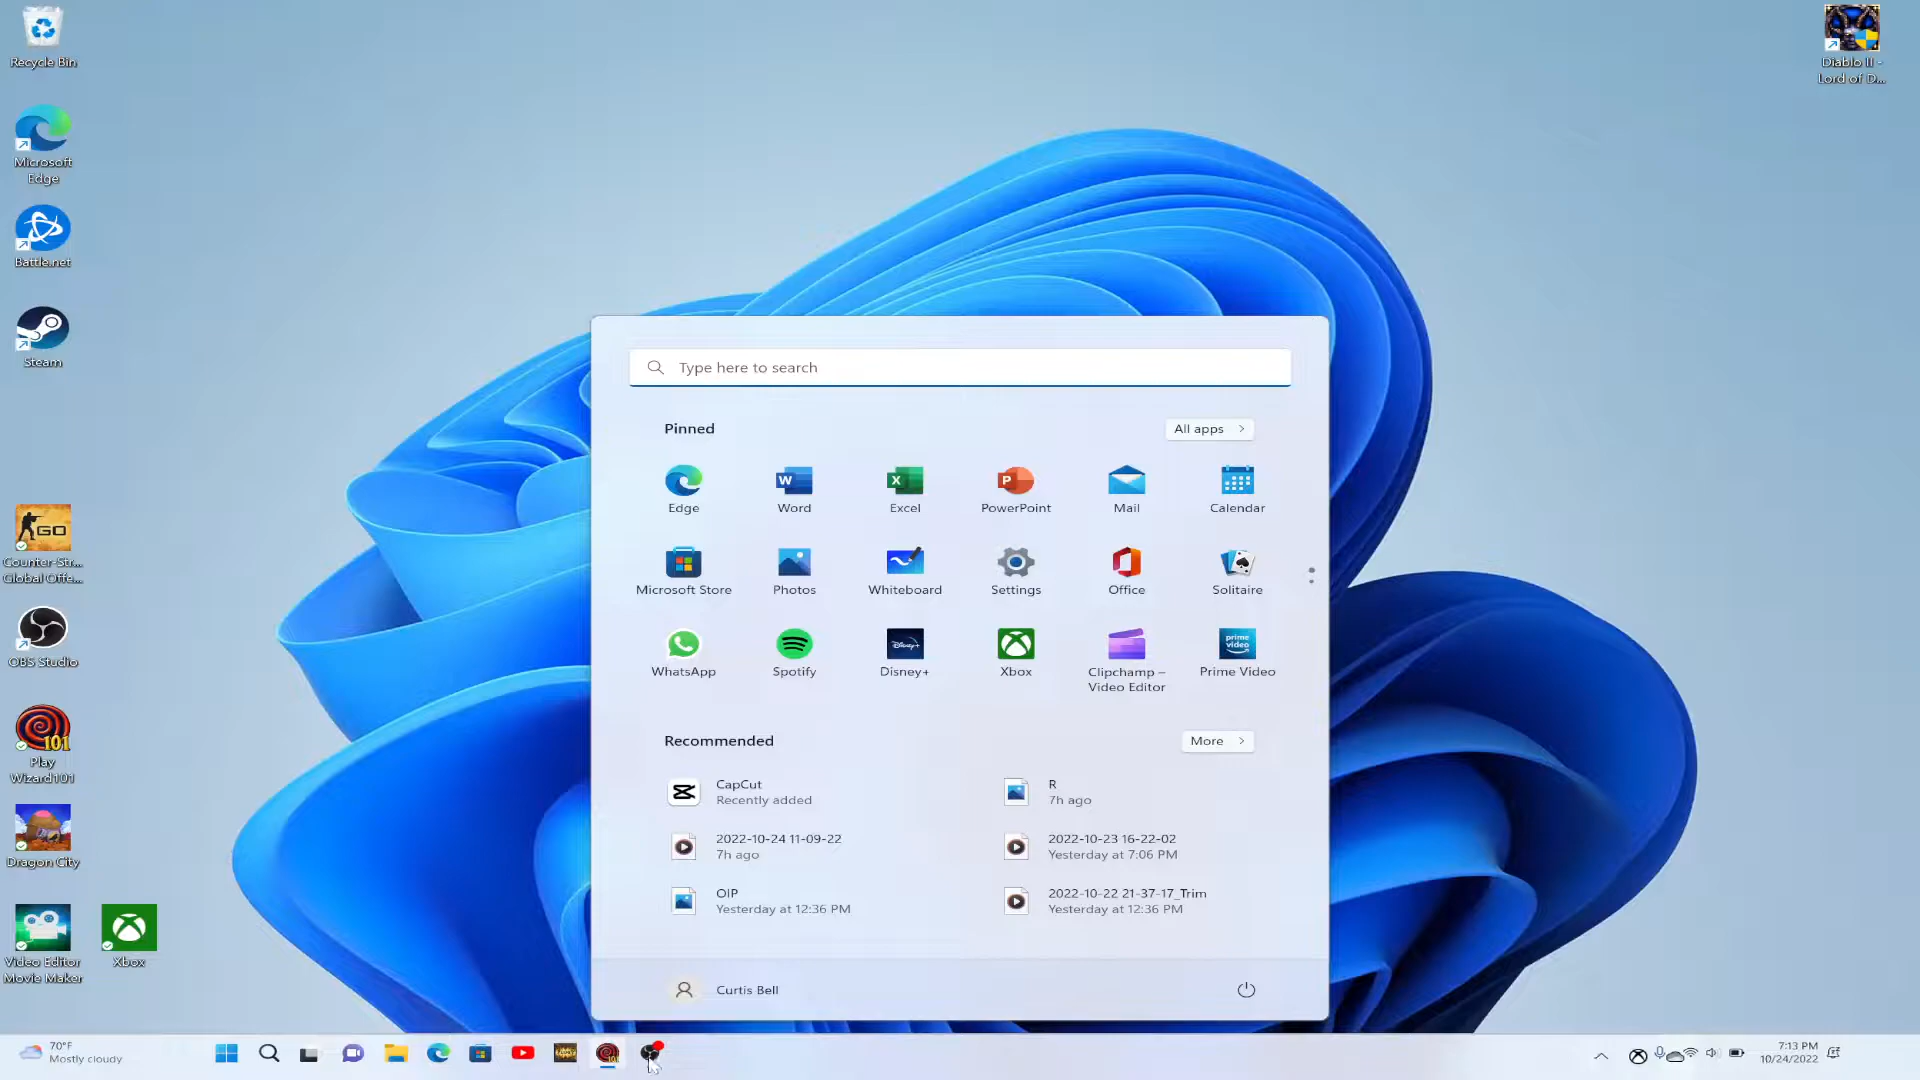 Recycle Bin
Microsoft
Edge
Battle.net
Steam
Counter-Str...
Global Offe...
GO
OBS Studio
101
Play
Wizard101
Dragon City
Video Editor
Movie Maker
Xbox
Diablo II -
Lord of D...
Type here to search
Pinned
All apps
Edge
Word
Excel
PowerPoint
Mail
Calendar
Microsoft Store
Photos
Whiteboard
Settings
Office
Solitaire
WhatsApp
Spotify
Disney+
Xbox
Clipchamp –
Video Editor
prime
video
Prime Video
Recommended
More
CapCut
Recently added
R
7h ago
2022-10-24 11-09-22
7h ago
2022-10-23 16-22-02
Yesterday at 7:06 PM
OIP
Yesterday at 12:36 PM
2022-10-22 21-37-17_Trim
Yesterday at 12:36 PM
Curtis Bell
70°F
Mostly cloudy
7:13 PM
10/24/2022